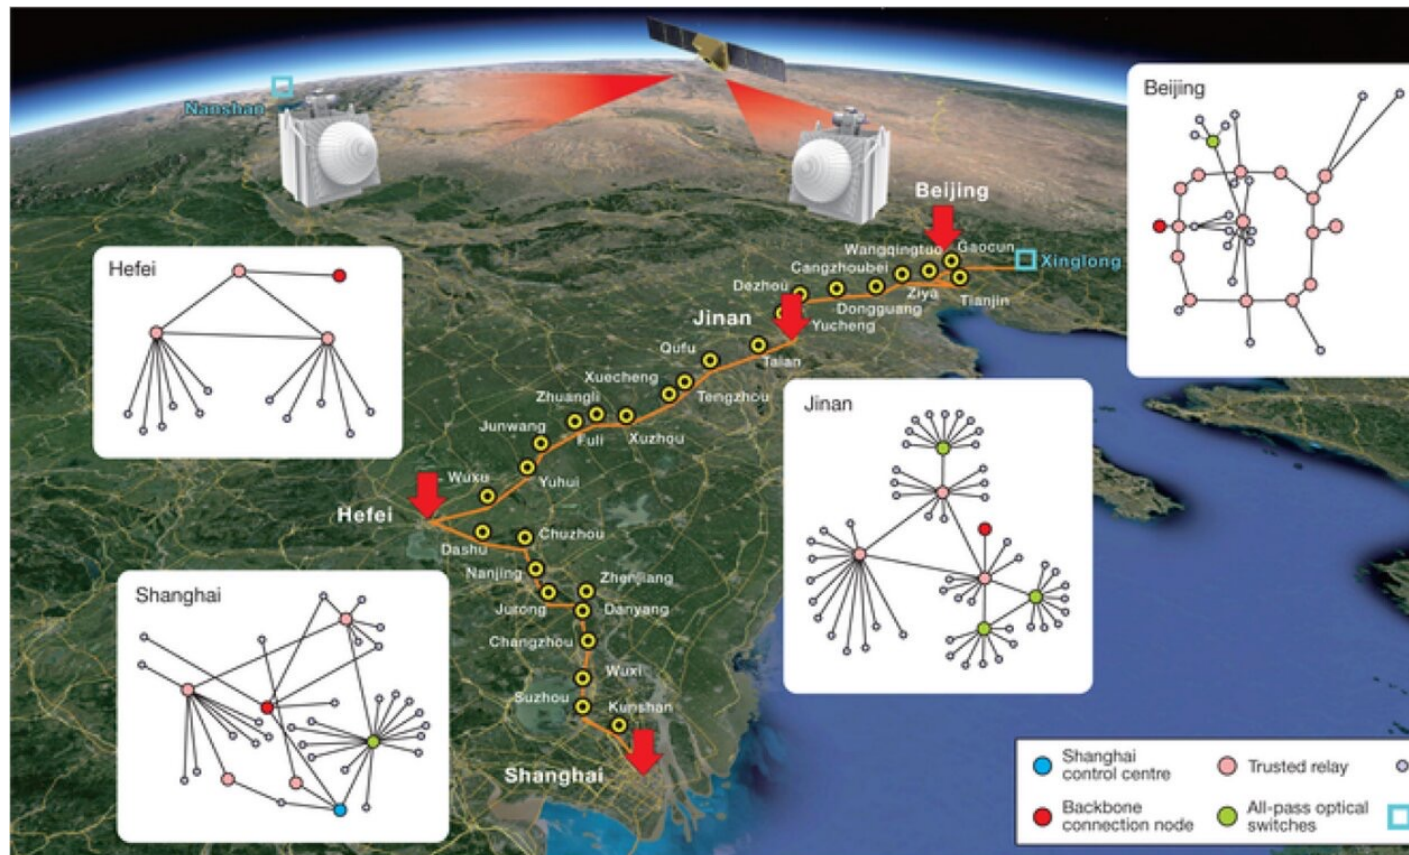 Nanshan
Beijing
Beijing
Wangqingtuo
Gaocun
Xinglong
Cangzhoubei
Dezhou
Ziya
Tianjin
Dongguang
Hefei
Jinan
Yucheng
Qufu
Taian
Xuecheng
Tengzhou
Jinan
Zhuangli
Junwang
Fuli
Xuzhou
Wuxu
Yuhui
Hefei
Chuzhou
Dashu
Nanjing
Zhenjiang
Shanghai
Jurong
Danyang
Changzhou
Wuxi
Suzhou
Kunshan
Shanghai
Shanghai
control centre
Trusted relay
Backbone
connection node
All-pass optical
switches